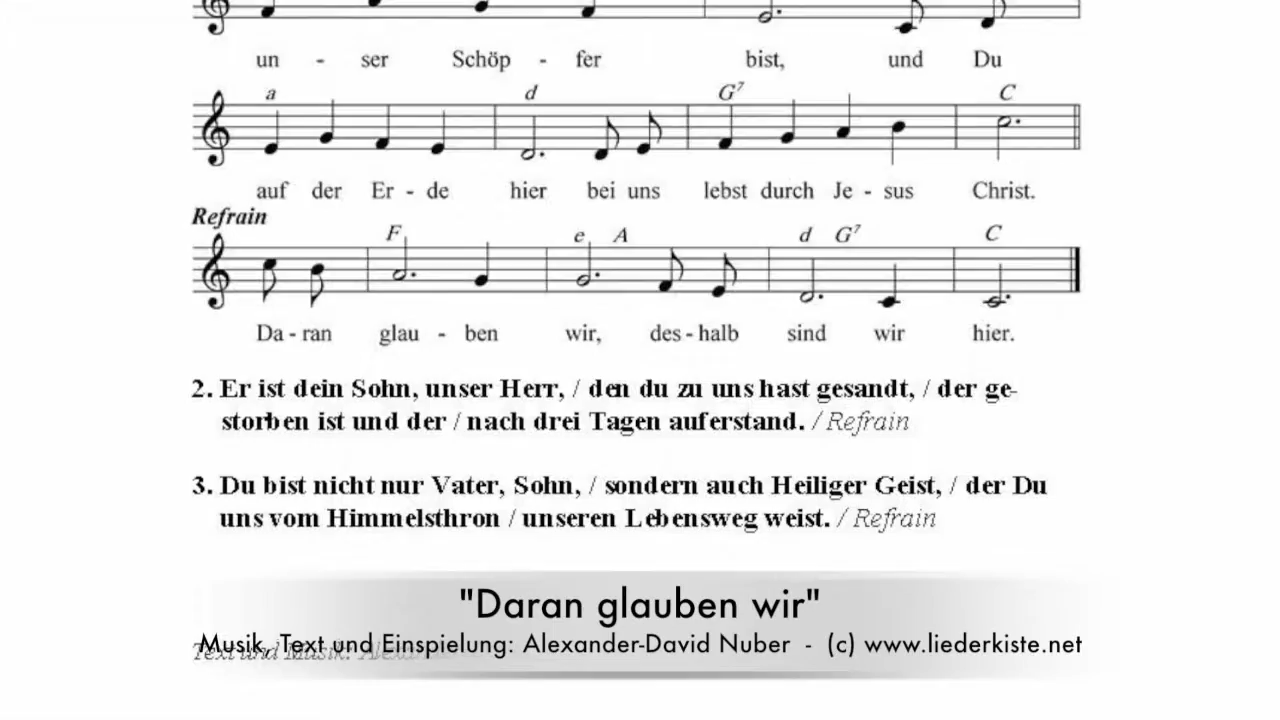 un - ser Schöp - fer bist, und Du
a d G7 C
auf der Er - de hier bei uns lebst durch Je - sus Christ.
Refrain
F e A d G7 C
Da - ran glau - ben wir, des - halb sind wir hier.
2. Er ist dein Sohn, unser Herr, / den du zu uns hast gesandt, / der ge-
storben ist und der / nach drei Tagen auferstand. / Refrain
3. Du bist nicht nur Vater, Sohn, / sondern auch Heiliger Geist, / der Du
uns vom Himmelsthron / unseren Lebensweg weist. / Refrain
"Daran glauben wir"
Musik, Text und Einspielung: Alexander-David Nuber - (c) www.liederkiste.net
Text und Musik: